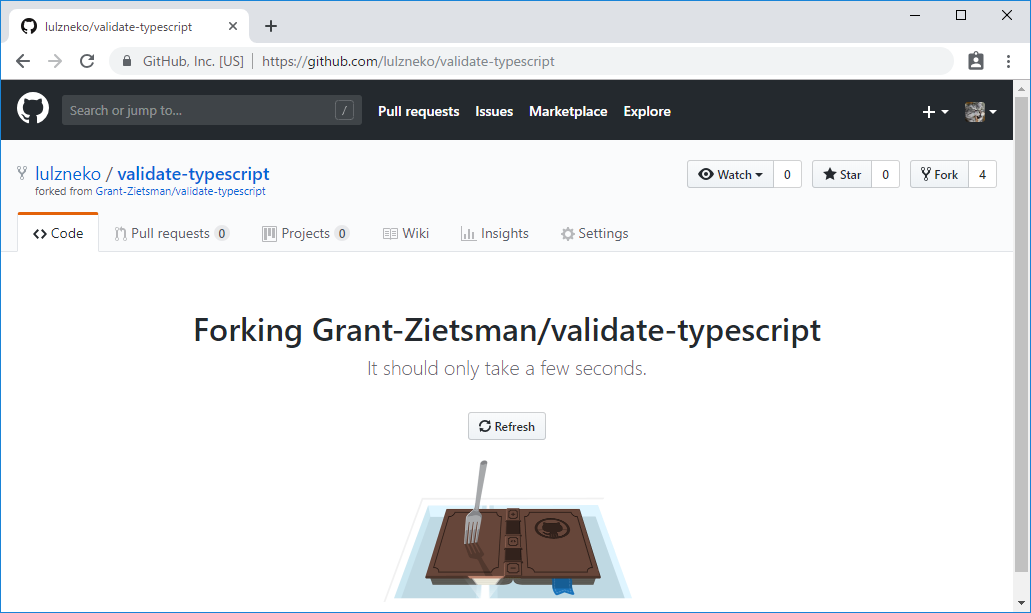 lulzneko/validate-typescript
GitHub, Inc. [US] | https://github.com/lulzneko/validate-typescript
Search or jump to... / Pull requests Issues Marketplace Explore
lulzneko / validate-typescript Watch 0 Star 0 Fork 4
forked from Grant-Zietsman/validate-typescript
Code Pull requests 0 Projects 0 Wiki Insights Settings
Forking Grant-Zietsman/validate-typescript
It should only take a few seconds.
Refresh